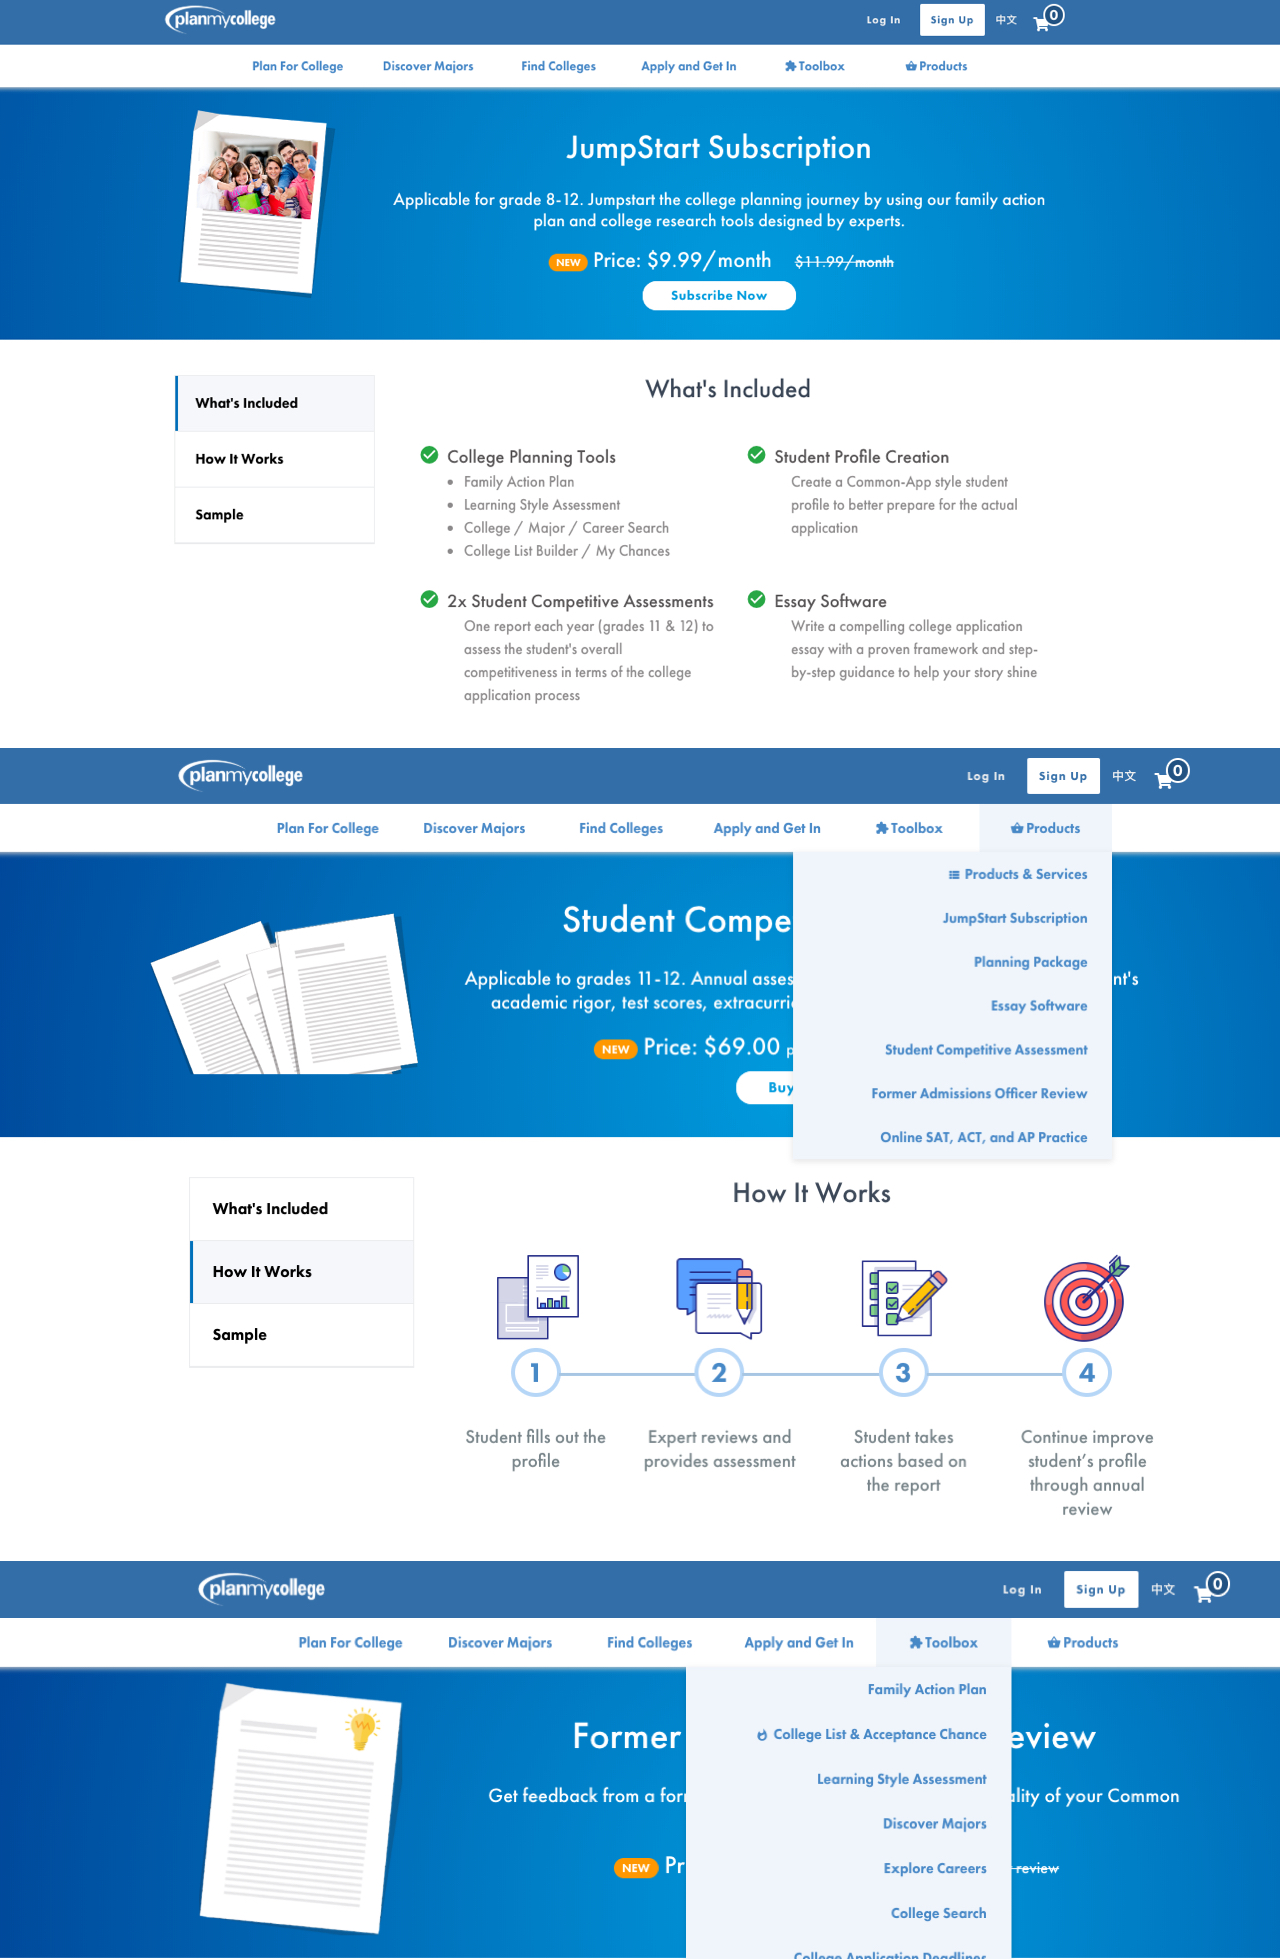 planmycollege
Log In
Sign Up
中文
0
Plan For College
Discover Majors
Find Colleges
Apply and Get In
Toolbox
Products
JumpStart Subscription
Applicable for grade 8-12. Jumpstart the college planning journey by using our family action
plan and college research tools designed by experts.
NEW Price: $9.99/month $11.99/month
Subscribe Now
What's Included
How It Works
Sample
What's Included
College Planning Tools
• Family Action Plan
• Learning Style Assessment
• College / Major / Career Search
• College List Builder / My Chances
Student Profile Creation
Create a Common-App style student
profile to better prepare for the actual
application
2x Student Competitive Assessments
One report each year (grades 11 & 12) to
assess the student's overall
competitiveness in terms of the college
application process
Essay Software
Write a compelling college application
essay with a proven framework and step-
by-step guidance to help your story shine
planmycollege
Log In
Sign Up
中文
0
Plan For College
Discover Majors
Find Colleges
Apply and Get In
Toolbox
Products
Products & Services
JumpStart Subscription
Planning Package
Essay Software
Student Competitive Assessment
Former Admissions Officer Review
Online SAT, ACT, and AP Practice
Student Compe
Applicable to grades 11-12. Annual asses nt's
academic rigor, test scores, extracurri
NEW Price: $69.00 p
Buy
What's Included
How It Works
Sample
How It Works
1
2
3
4
Student fills out the
profile
Expert reviews and
provides assessment
Student takes
actions based on
the report
Continue improve
student’s profile
through annual
review
planmycollege
Log In
Sign Up
中文
0
Plan For College
Discover Majors
Find Colleges
Apply and Get In
Toolbox
Products
Family Action Plan
College List & Acceptance Chance
Learning Style Assessment
Discover Majors
Explore Careers
College Search
College Application Deadlines
Former eview
Get feedback from a for ality of your Common
NEW Pr review